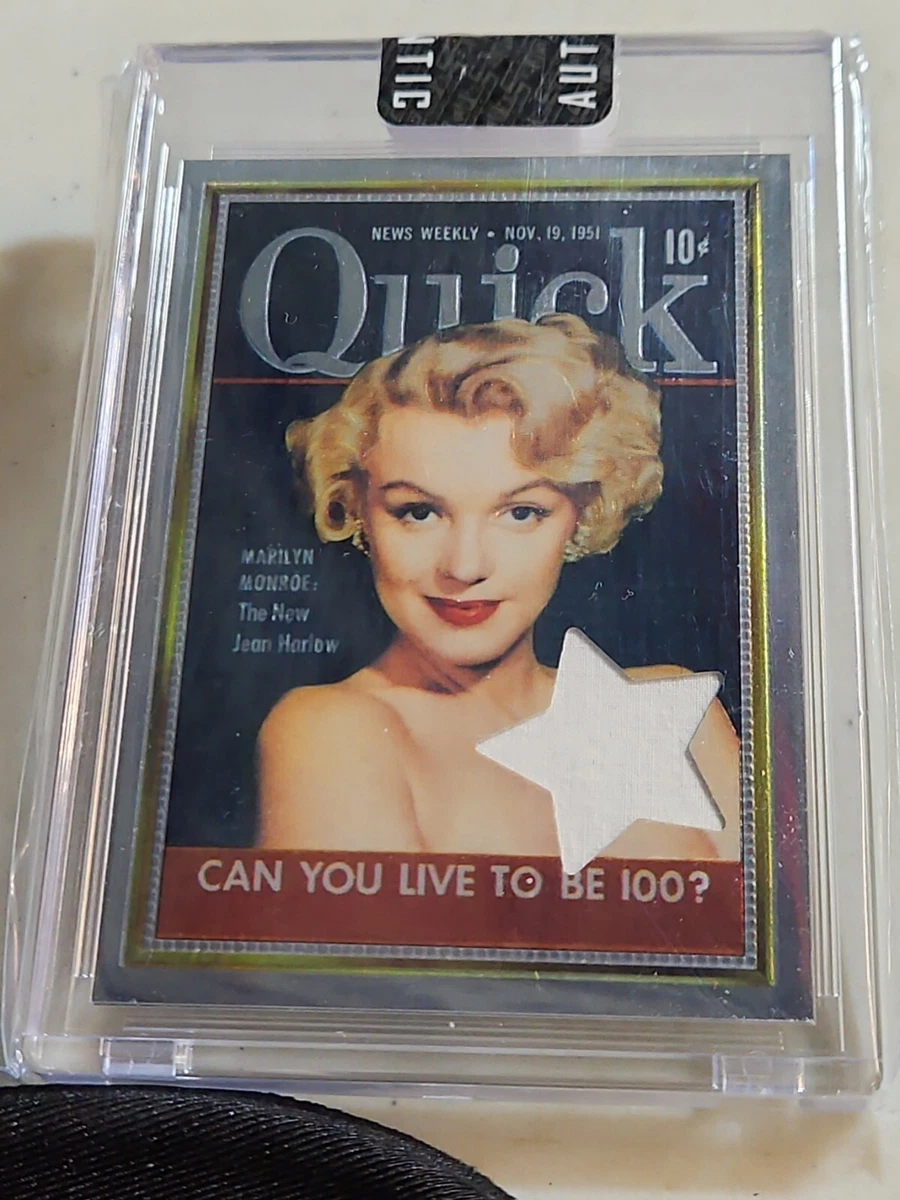 AUT
TIC
NEWS WEEKLY • NOV. 19, 1951
10¢
Quick
MARILYN
MONROE:
The New
Jean Harlow
CAN YOU LIVE TO BE 100?